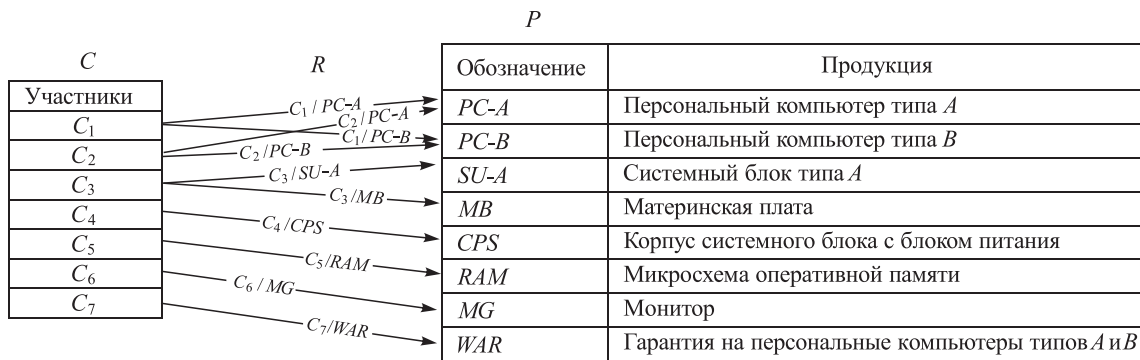 P
C
R
Обозначение Продукция
Участники
C1
C2
C3
C4
C5
C6
C7
C1 / PC-A
C2/PC-A
C1/PC-B
C2/PC-B
C3/SU-A
C3/MB
C4/CPS
C5/RAM
C6/MG
C7/WAR
PC-A Персональный компьютер типа A
PC-B Персональный компьютер типа B
SU-A Системный блок типа A
MB Материнская плата
CPS Корпус системного блока с блоком питания
RAM Микросхема оперативной памяти
MG Монитор
WAR Гарантия на персональные компьютеры типов A и B